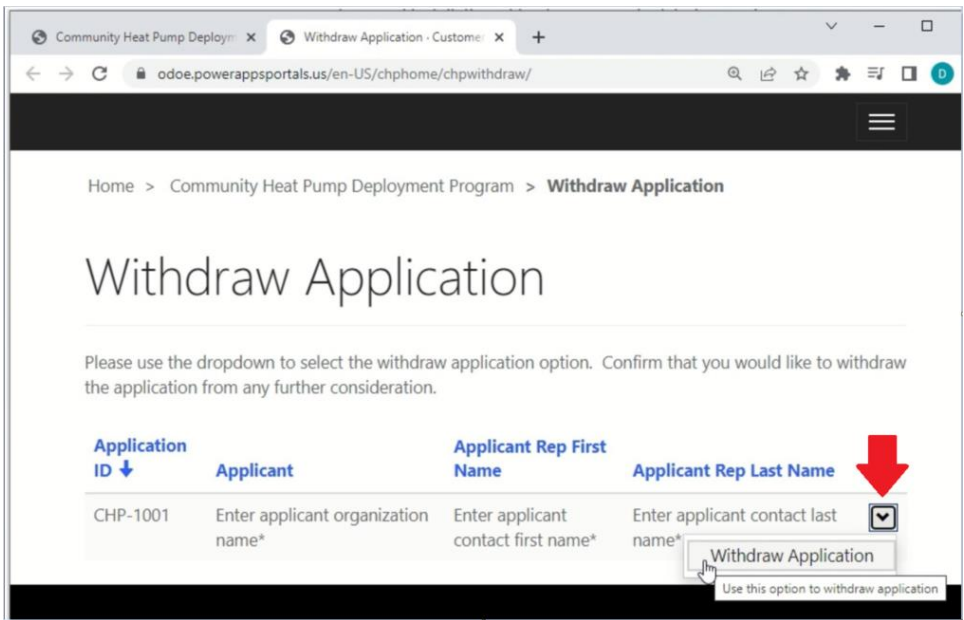 Community Heat Pump Deploym
Withdraw Application · Customer
odoe.powerappsportals.us/en-US/chphome/chpwithdraw/
D
Home > Community Heat Pump Deployment Program > Withdraw Application
Withdraw Application
Please use the dropdown to select the withdraw application option. Confirm that you would like to withdraw
the application from any further consideration.
Application
ID
Applicant
Applicant Rep First
Name
Applicant Rep Last Name
CHP-1001
Enter applicant organization
name*
Enter applicant
contact first name*
Enter applicant contact last
name*
Withdraw Application
Use this option to withdraw application